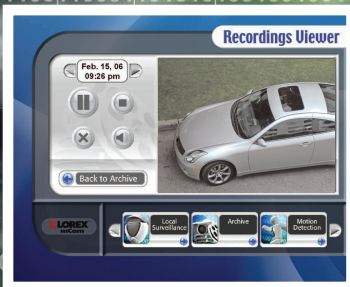 Recordings Viewer
Feb. 15, 06
09:26 pm
Back to Archive
LOREX
Local
Surveillance
Archive
Motion
Detection